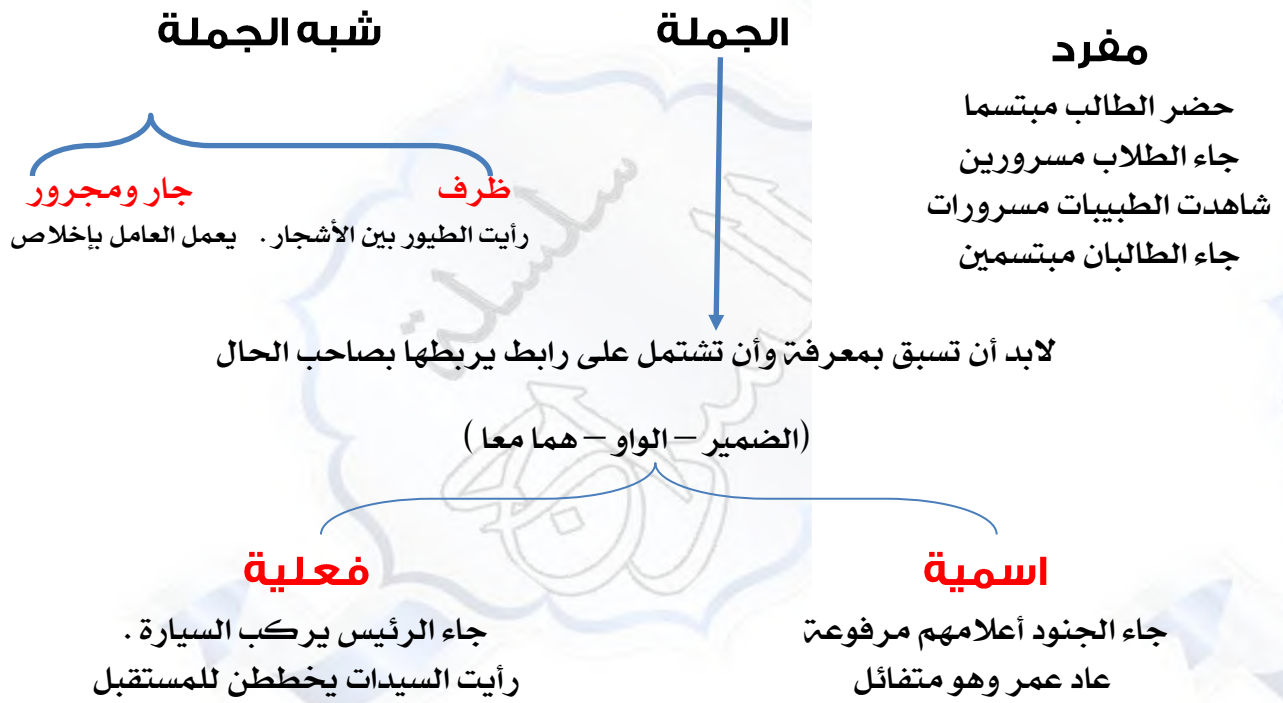 مفرد
حضر الطالب مبتسما
جاء الطلاب مسرورين
شاهدت الطبيبات مسرورات
جاء الطالبان مبتسمين
الجملة
شبه الجملة
ظرف
رأيت الطيور بين الأشجار .
جار ومجرور
يعمل العامل بإخلاص
لابد أن تسبق بمعرفة وأن تشتمل على رابط يربطها بصاحب الحال
(الضمير – الواو – هما معا )
اسمية
جاء الجنود أعلامهم مرفوعة
عاد عمر وهو متفائل
فعلية
جاء الرئيس يركب السيارة .
رأيت السيدات يخططن للمستقبل
سلسلة